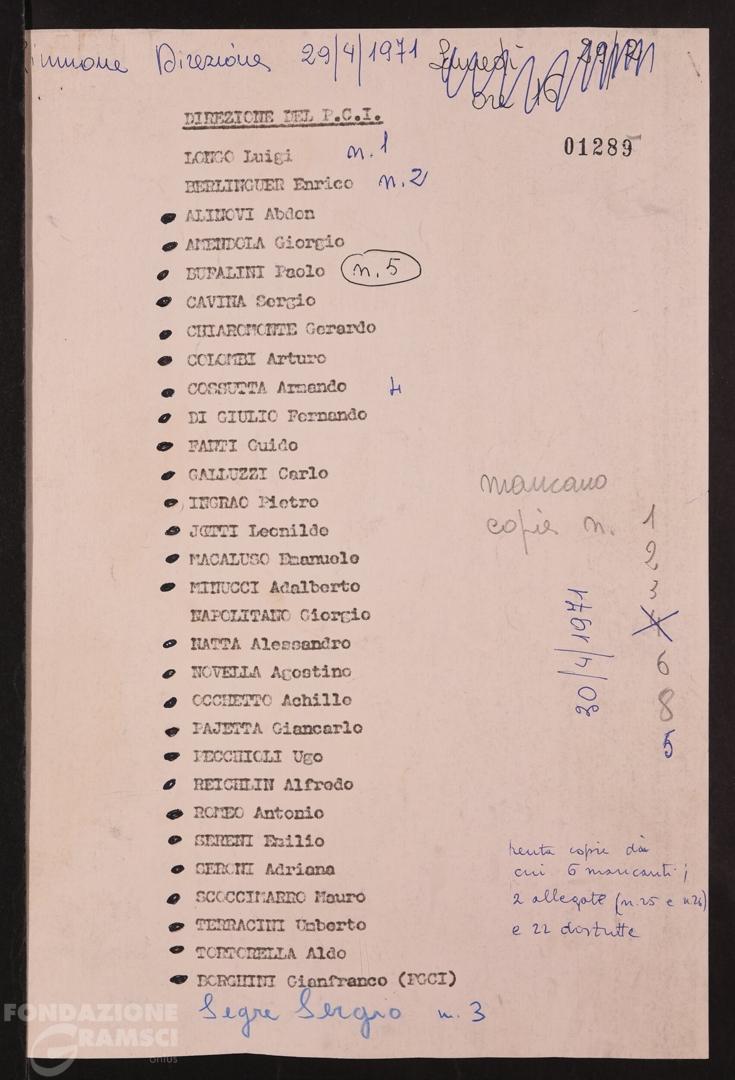 Riunione Direzione 29/4/1971
ore 16
DIREZIONE DEL P.C.I.
01289
LONGO Luigi n.1
BERLINGUER Enrico n.2
ALINOVI Abdon
AMENDOLA Giorgio
BUFALINI Paolo n.5
CAVINA Sergio
CHIAROMONTE Gerardo
COLOMBI Arturo
COSSUTTA Armando 4
DI GIULIO Fernando
FANTI Guido
GALLUZZI Carlo
INGRAO Pietro
JOTTI Leonilde
MACALUSO Emanuele
MINUCCI Adalberto
NAPOLITANO Giorgio
NATTA Alessandro
NOVELLA Agostino
OCCHETTO Achille
PAJETTA Giancarlo
PECCHIOLI Ugo
REICHLIN Alfredo
ROMEO Antonio
SERENI Emilio
SERONI Adriana
SCOCCIMARRO Mauro
TERRACINI Umberto
TORTORELLA Aldo
BORGHINI Gianfranco (FGCI)
Segre Sergio n. 3
mancano
copie n. 1
2
3
4
6
8
5
30/4/1971
trenta copie da
cui 6 mancanti;
2 allegate (n.25 e n.26)
e 22 distrutte
FONDAZIONE
GRAMSCI
onlus